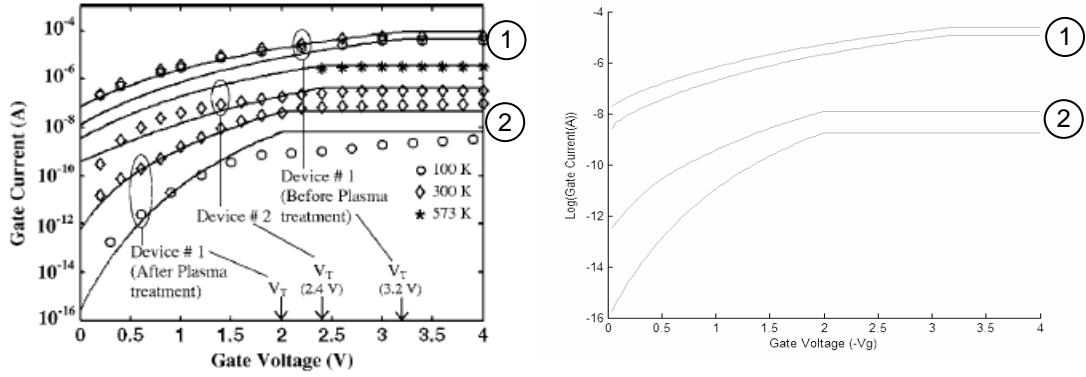 10-4
10-6
10-8
10-10
10-12
10-14
10-16
Gate Current (A)
0 0.5 1 1.5 2 2.5 3 3.5 4
Gate Voltage (V)
1
2
100 K
300 K
573 K
Device # 1
(Before Plasma
treatment)
Device # 2
Device # 1
(After Plasma
treatment)
VT
VT
(2.4 V)
VT
(3.2 V)
-4
-6
-8
-10
-12
-14
-16
Log(Gate Current(A))
0 0.5 1 1.5 2 2.5 3 3.5 4
Gate Voltage (-Vg)
1
2